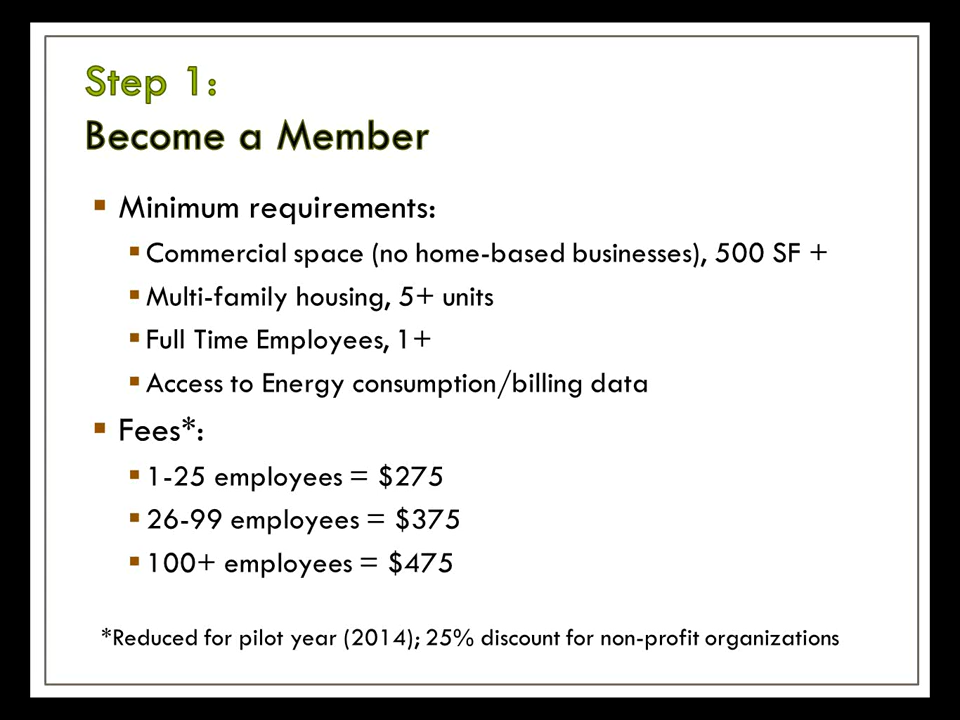 Step 1:
Become a Member
Minimum requirements:
Commercial space (no home-based businesses), 500 SF +
Multi-family housing, 5+ units
Full Time Employees, 1+
Access to Energy consumption/billing data
Fees*:
1-25 employees = $275
26-99 employees = $375
100+ employees = $475
*Reduced for pilot year (2014); 25% discount for non-profit organizations